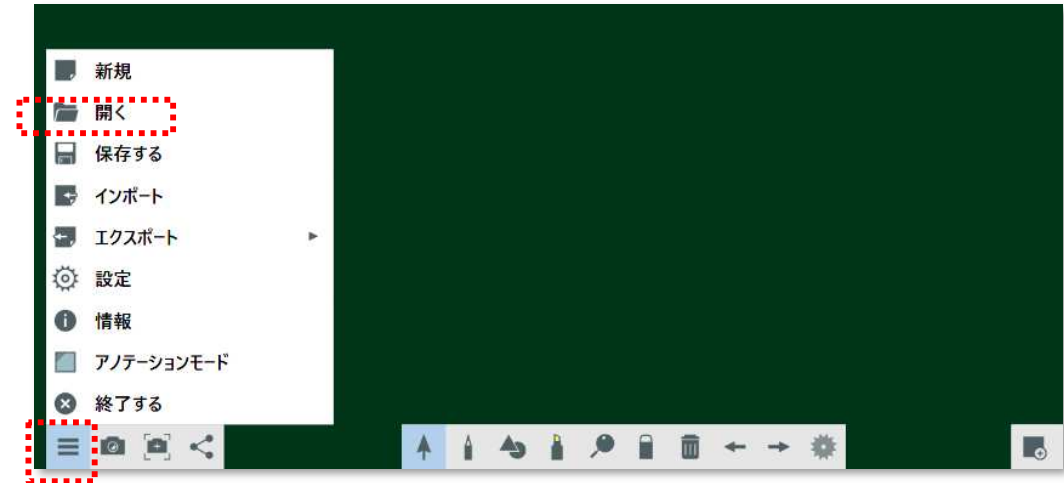 新規
開く
保存する
インポート
エクスポート
設定
情報
アノテーションモード
終了する